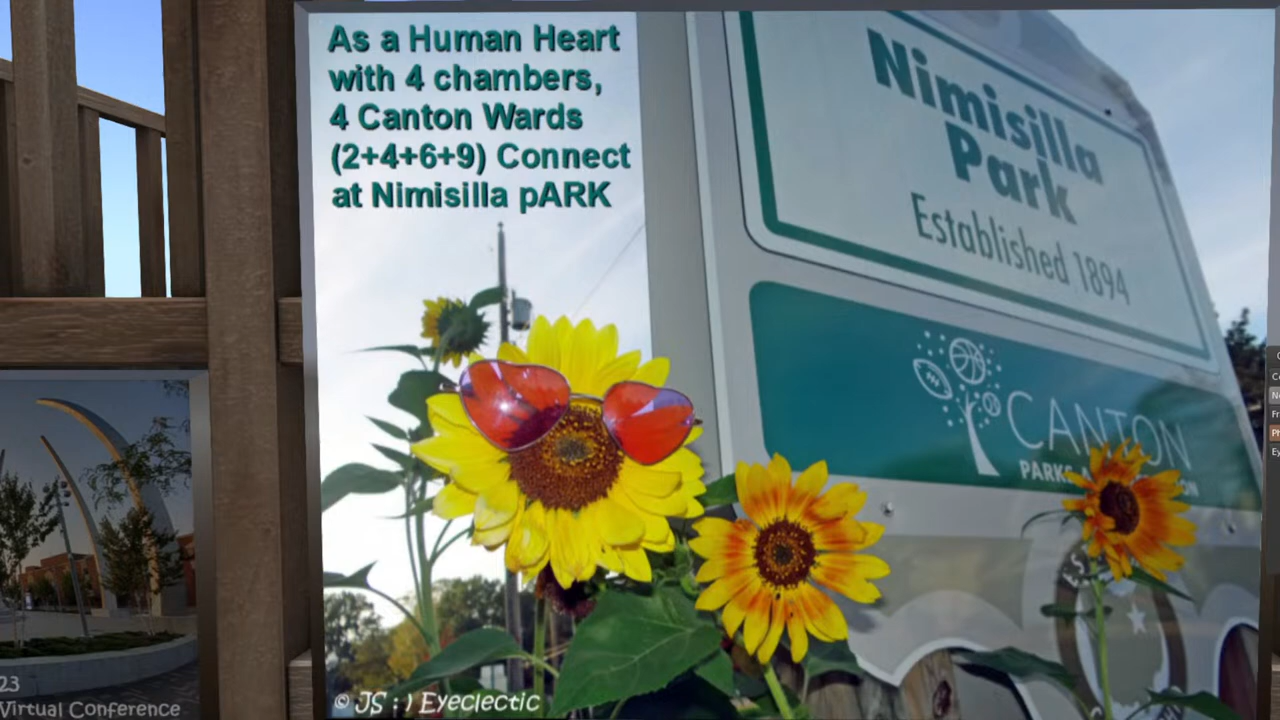 As a Human Heart
with 4 chambers,
4 Canton Wards
(2+4+6+9) Connect
at Nimisilla pARK
Nimisilla
Park
Established 1894
CANTON
PARKS
© JS : ) Eyeclectic
23
Virtual Conference